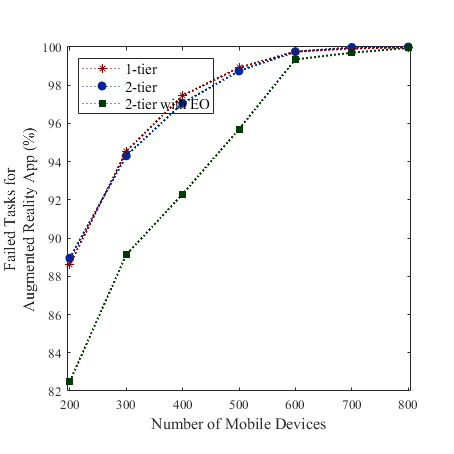 1-tier
2-tier
2-tier with EO
Failed Tasks for
Augmented Reality App (%)
100
98
96
94
92
90
88
86
84
82
200 300 400 500 600 700 800
Number of Mobile Devices